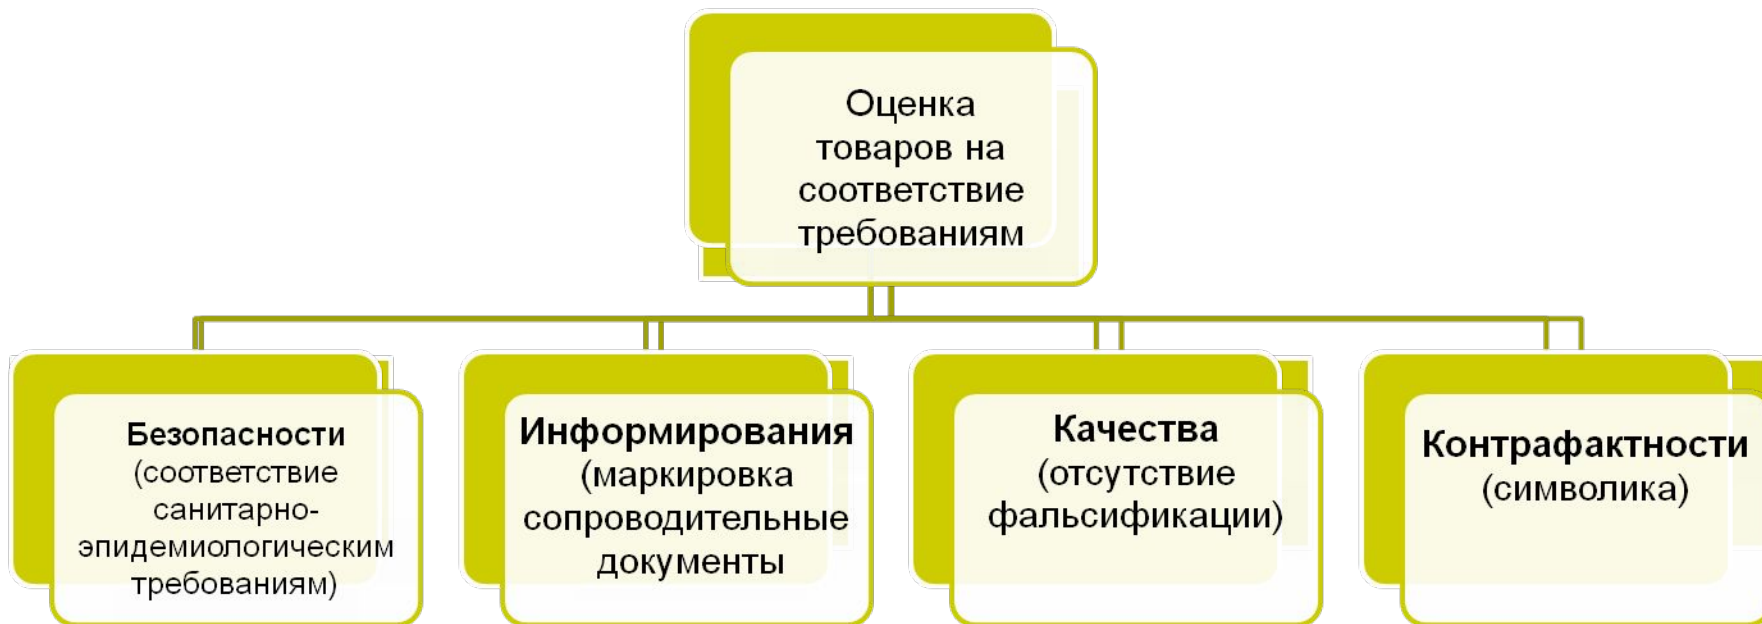 Оценка
товаров на
соответствие
требованиям
Безопасности
(соответствие
санитарно-
эпидемиологическим
требованиям)
Информирования
(маркировка
сопроводительные
документы
Качества
(отсутствие
фальсификации)
Контрафактности
(символика)